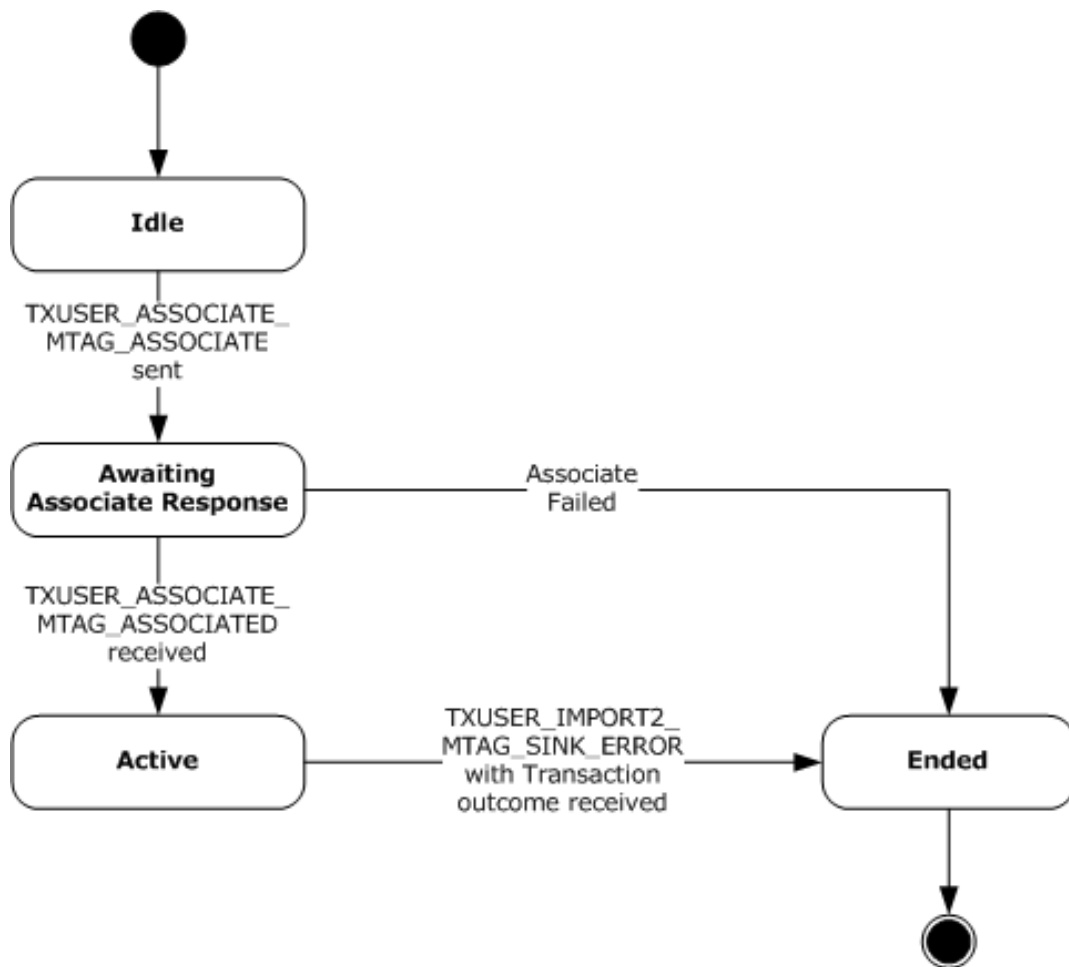 Idle
TXUSER_ASSOCIATE_
MTAG_ASSOCIATE
sent
Awaiting
Associate Response
Associate
Failed
TXUSER_ASSOCIATE_
MTAG_ASSOCIATED
received
Active
TXUSER_IMPORT2_
MTAG_SINK_ERROR
with Transaction
outcome received
Ended